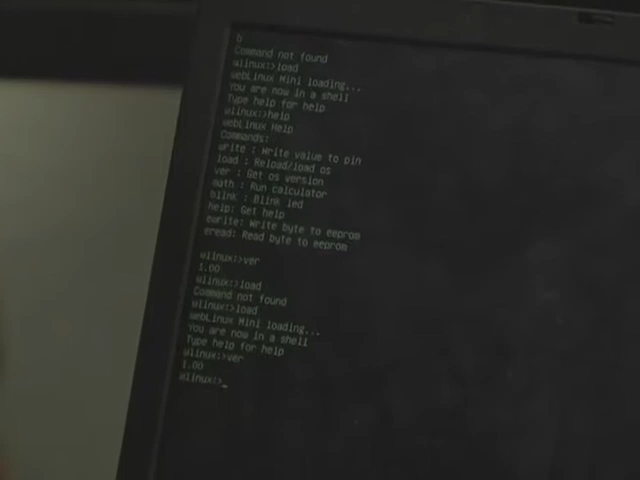 b
Command not found
wlinux:>load
webLinux Mini loading...
You are now in a shell
Type help for help
wlinux:>help
webLinux Help
Commands:
write : Write value to pin
load : Reload/load os
ver : Get os version
math : Run calculator
blink : Blink led
help: Get help
ewrite: Write byte to eeprom
eread: Read byte to eeprom
wlinux:>ver
1.00
wlinux:>load
Command not found
wlinux:>load
webLinux Mini loading...
You are now in a shell
Type help for help
wlinux:>ver
1.00
wlinux:>_